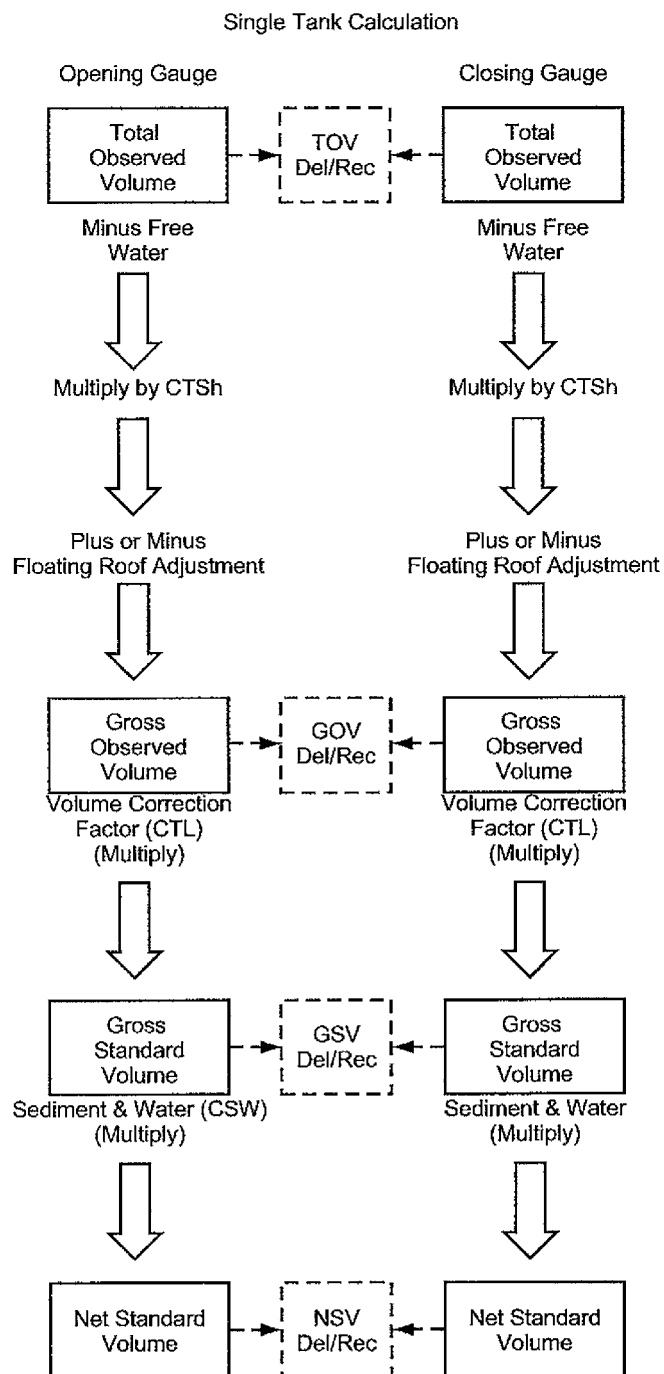 Single Tank Calculation
Opening Gauge
Closing Gauge
Total
Observed
Volume
TOV
Del/Rec
Total
Observed
Volume
Minus Free
Water
Minus Free
Water
Multiply by CTSh
Multiply by CTSh
Plus or Minus
Floating Roof Adjustment
Plus or Minus
Floating Roof Adjustment
Gross
Observed
Volume
GOV
Del/Rec
Gross
Observed
Volume
Volume Correction
Factor (CTL)
(Multiply)
Volume Correction
Factor (CTL)
(Multiply)
Gross
Standard
Volume
GSV
Del/Rec
Gross
Standard
Volume
Sediment & Water (CSW)
(Multiply)
Sediment & Water
(Multiply)
Net Standard
Volume
NSV
Del/Rec
Net Standard
Volume